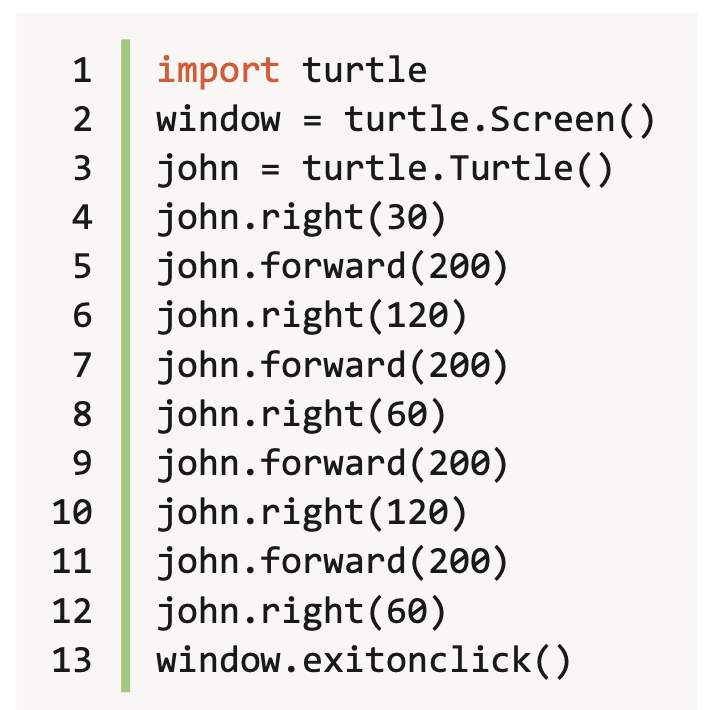 1 import turtle
2 window = turtle.Screen()
3 john = turtle.Turtle()
4 john.right(30)
5 john.forward(200)
6 john.right(120)
7 john.forward(200)
8 john.right(60)
9 john.forward(200)
10 john.right(120)
11 john.forward(200)
12 john.right(60)
13 window.exitonclick()